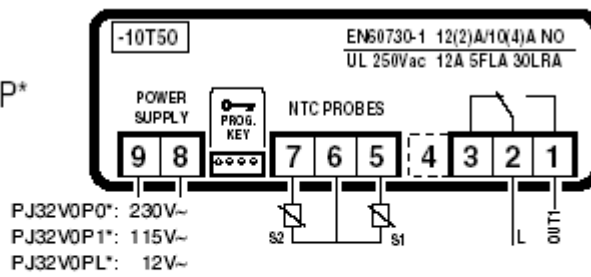 -10T50
EN60730-1 12(2)A/10(4)A NO
UL 250Vac 12A 5FLA 30LRA
P*
POWER SUPPLY
PROG. KEY
NTC PROBES
9 8 7 6 5 4 3 2 1
PJ32V0P0*: 230V~
PJ32V0P1*: 115V~
PJ32V0PL*: 12V~
S2
S1
L
OUT1